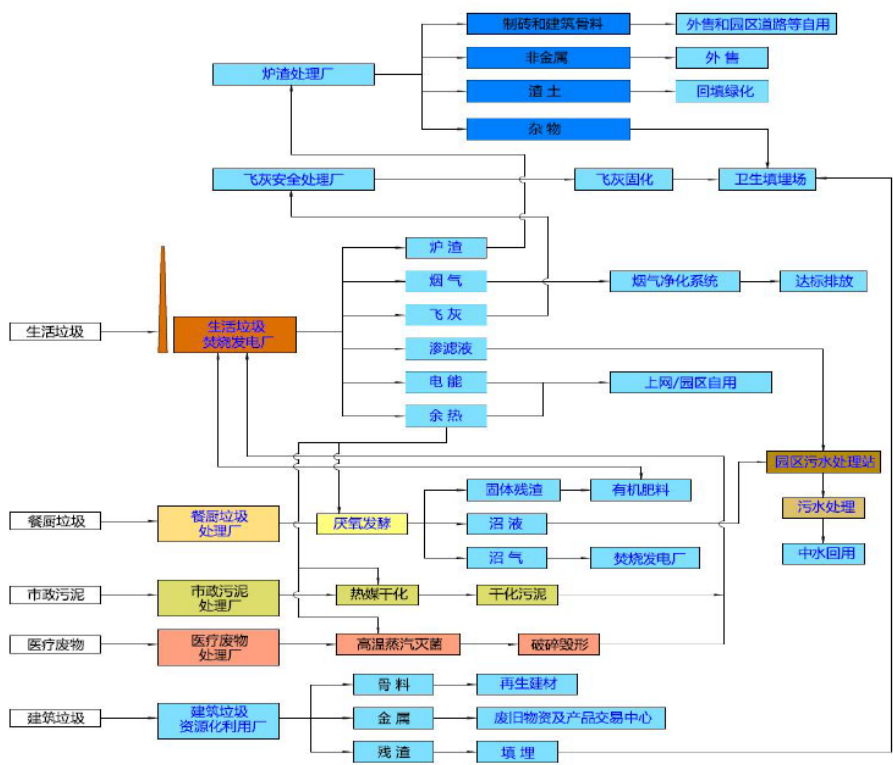 制砖和建筑骨料
外售和园区道路等自用
炉渣处理厂
非金属
外售
渣土
回填绿化
杂物
飞灰安全处理厂
飞灰固化
卫生填埋场
炉渣
烟气
烟气净化系统
达标排放
飞灰
生活垃圾
生活垃圾
焚烧发电厂
渗滤液
电能
上网/园区自用
余热
园区污水处理站
固体残渣
有机肥料
污水处理
餐厨垃圾
餐厨垃圾
处理厂
厌氧发酵
沼液
沼气
焚烧发电厂
中水回用
市政污泥
市政污泥
处理厂
热媒干化
干化污泥
医疗废物
医疗废物
处理厂
高温蒸汽灭菌
破碎毁形
骨料
再生建材
建筑垃圾
建筑垃圾
资源化利用厂
金属
废旧物资及产品交易中心
残渣
填埋